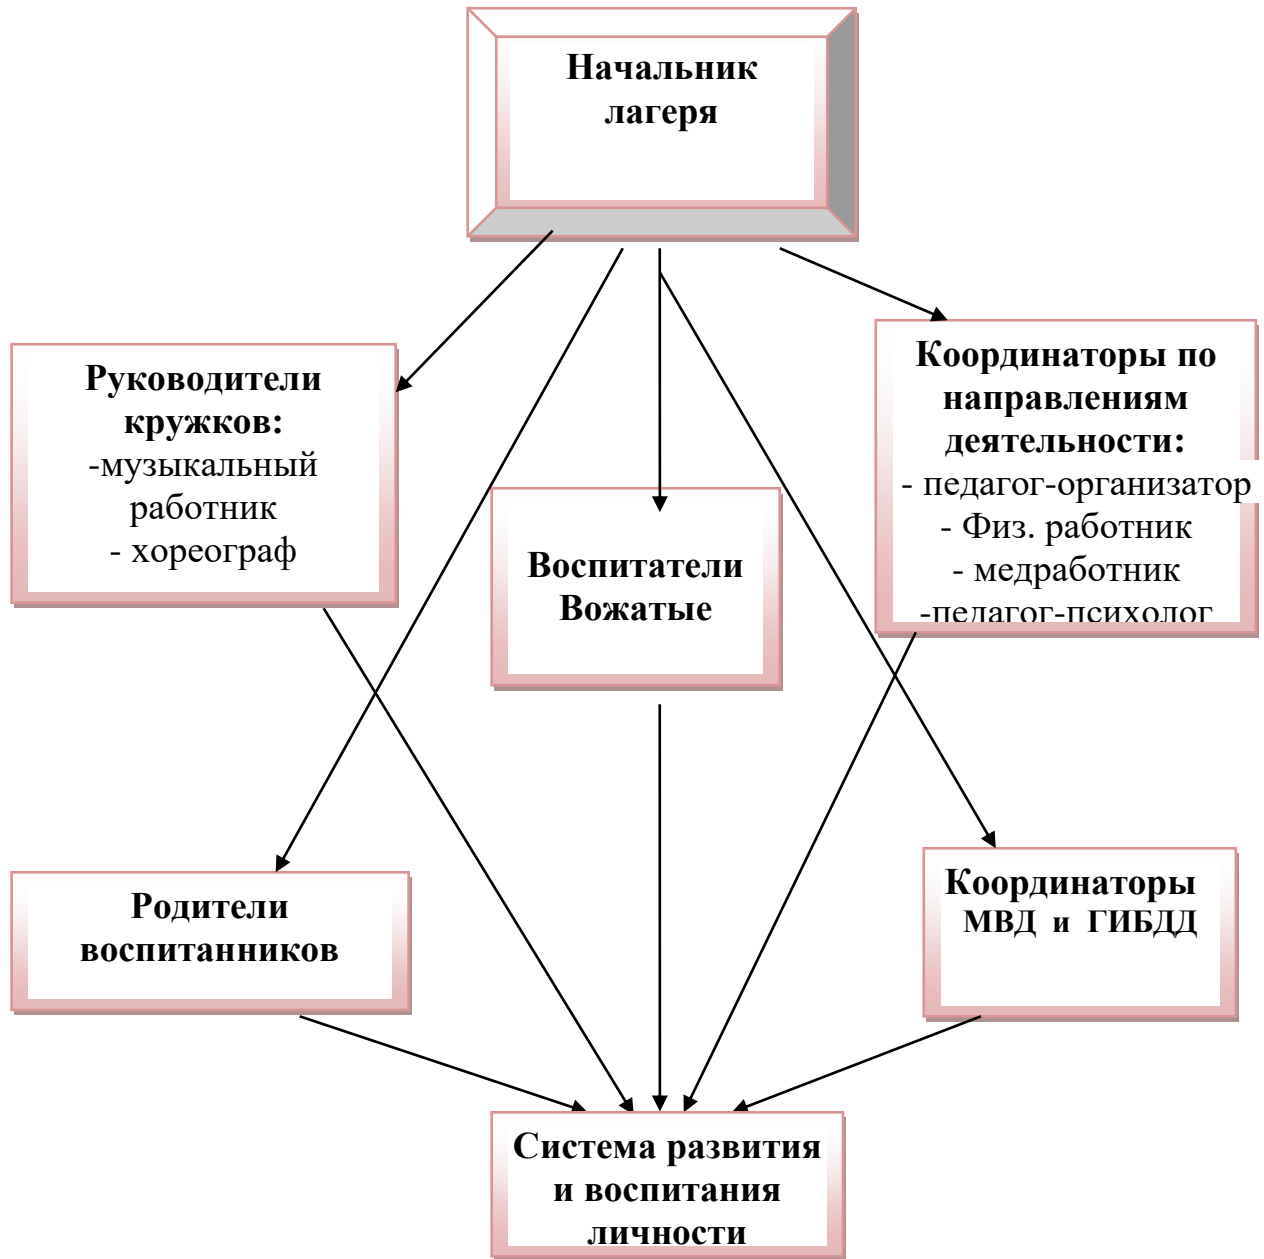 Начальник
лагеря
Руководители
кружков:
-музыкальный
работник
- хореограф
Координаторы по
направлениям
деятельности:
- педагог-организатор
- Физ. работник
- медработник
-педагог-психолог
Воспитатели
Вожатые
Родители
воспитанников
Координаторы
МВД и ГИБДД
Система развития
и воспитания
личности